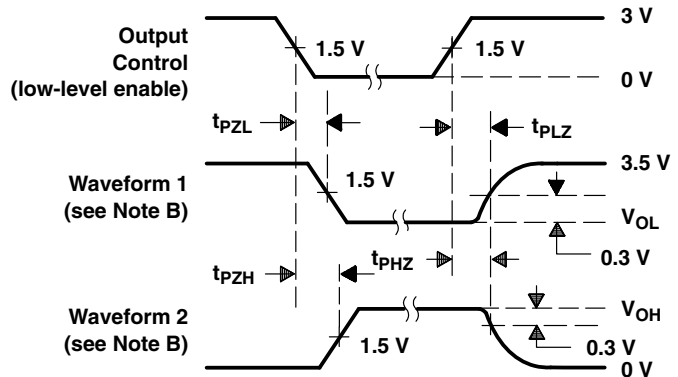 Output
Control
(low-level enable)
1.5 V
1.5 V
3 V
0 V
tPZL
tPLZ
Waveform 1
(see Note B)
1.5 V
3.5 V
VOL
0.3 V
tPZH
tPHZ
Waveform 2
(see Note B)
1.5 V
VOH
0.3 V
0 V